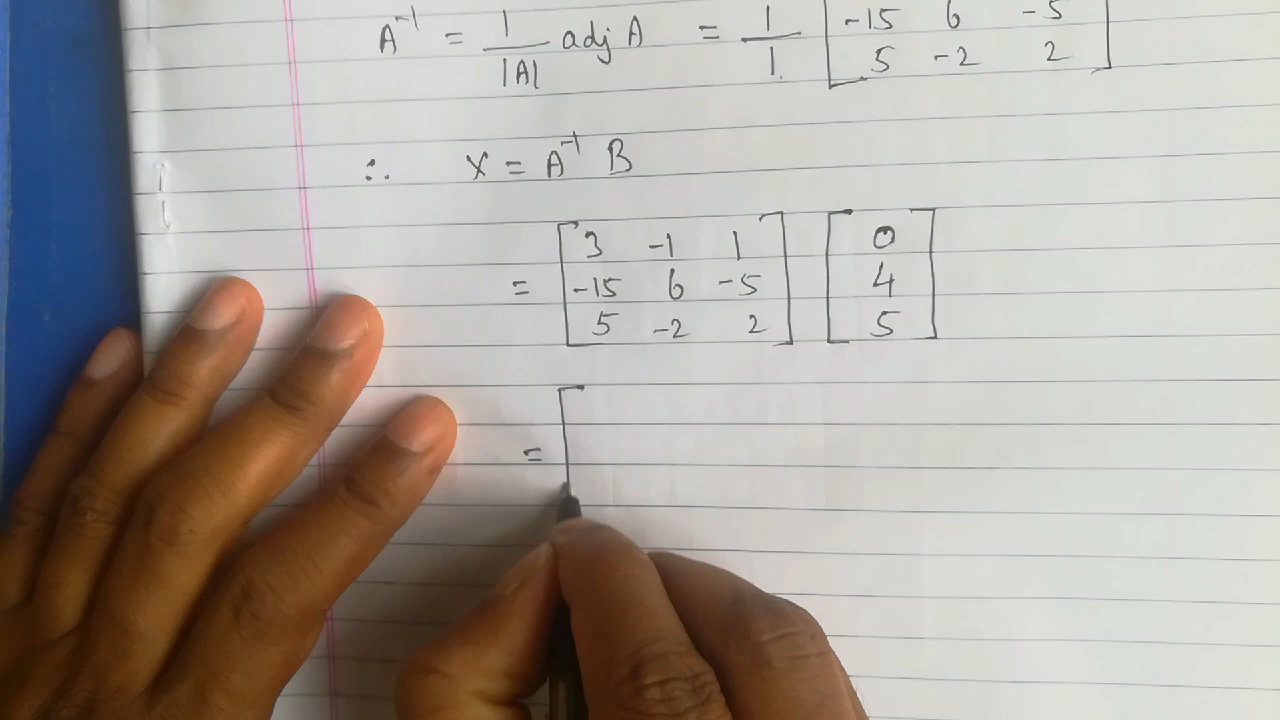 A⁻¹ = 1/|A| adj A = 1/1 [-15 6 -5
5 -2 2]
∴ X = A⁻¹ B
= [3 -1 1
-15 6 -5
5 -2 2] [0
4
5]
= [